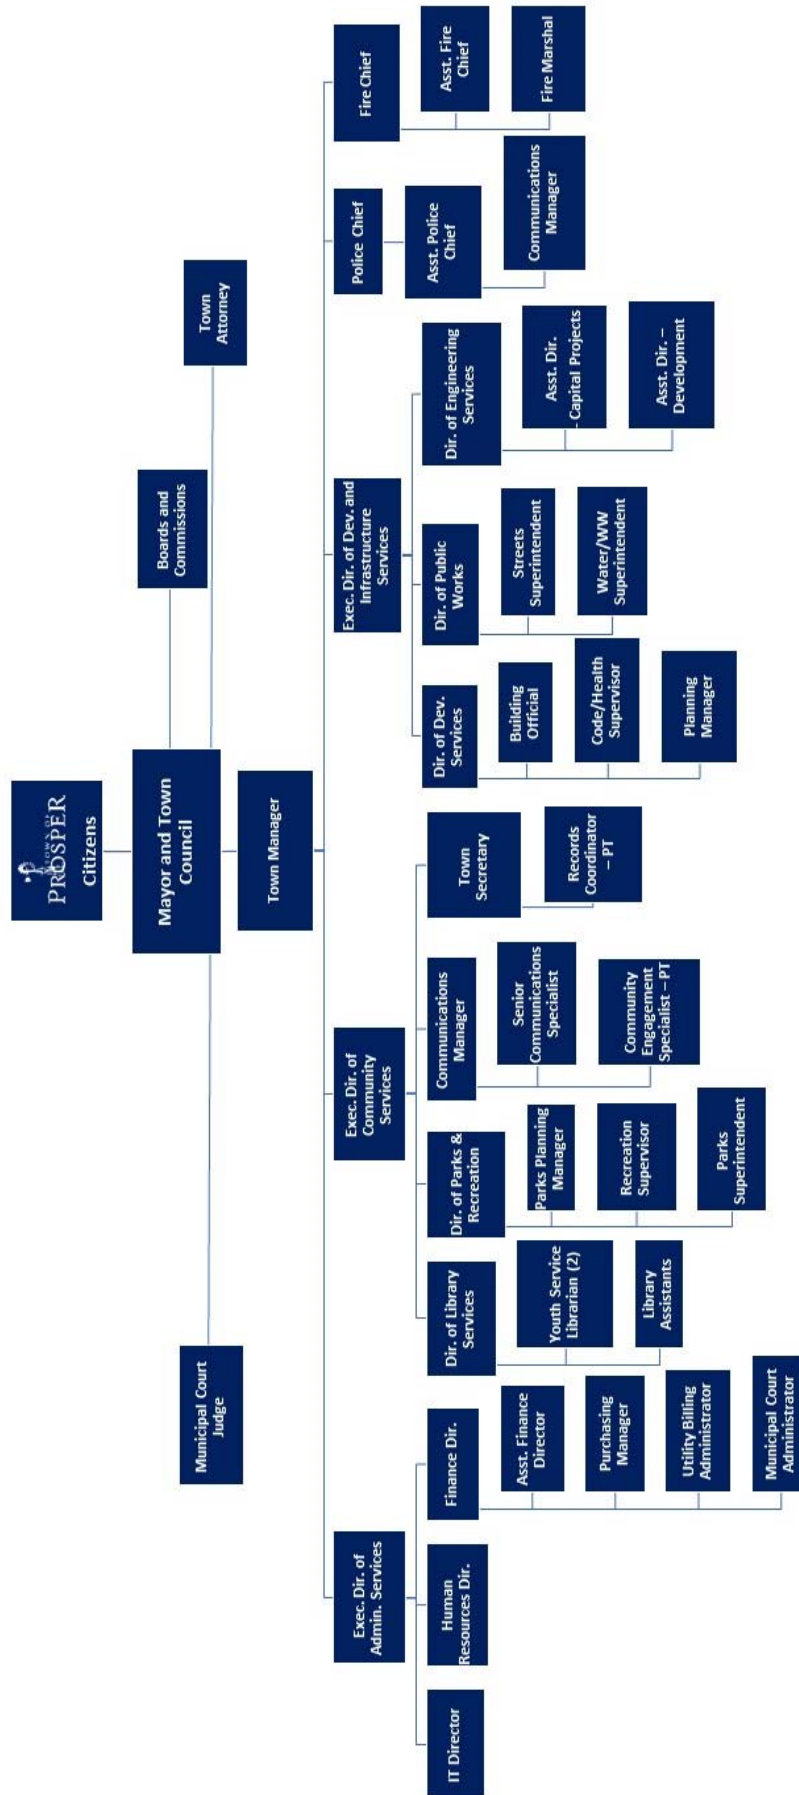 TOWN OF
PROSPER
Citizens
Mayor and Town
Council
Boards and
Commissions
Municipal Court
Judge
Town
Attorney
Town Manager
Exec. Dir. of
Admin. Services
IT Director
Human
Resources Dir.
Finance Dir.
Asst. Finance
Director
Purchasing
Manager
Utility Billing
Administrator
Municipal Court
Administrator
Exec. Dir. of
Community
Services
Dir. of Library
Services
Youth Service
Librarian (2)
Library
Assistants
Dir. of Parks &
Recreation
Parks Planning
Manager
Recreation
Supervisor
Parks
Superintendent
Communications
Manager
Senior
Communications
Specialist
Community
Engagement
Specialist – PT
Town
Secretary
Records
Coordinator
– PT
Exec. Dir. of Dev. and
Infrastructure
Services
Dir. of Dev.
Services
Building
Official
Code/Health
Supervisor
Planning
Manager
Dir. of Public
Works
Streets
Superintendent
Water/WW
Superintendent
Dir. of Engineering
Services
Asst. Dir.
- Capital Projects
Asst. Dir. –
Development
Police Chief
Asst. Police
Chief
Communications
Manager
Fire Chief
Asst. Fire
Chief
Fire Marshal